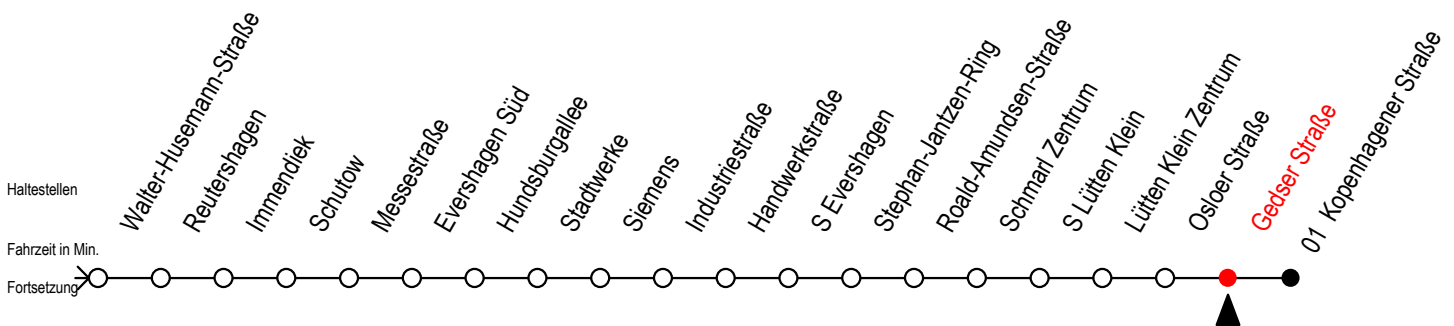 Haltestellen
Walter-Husemann-Straße
Reutershagen
Immendiek
Schutow
Messestraße
Evershagen Süd
Hundsburgallee
Stadtwerke
Siemens
Industriestraße
Handwerkstraße
S Evershagen
Stephan-Jantzen-Ring
Roald-Amundsen-Straße
Schmarl Zentrum
S Lütten Klein
Lütten Klein Zentrum
Osloer Straße
Gedser Straße
01 Kopenhagener Straße
Fahrzeit in Min.
Fortsetzung